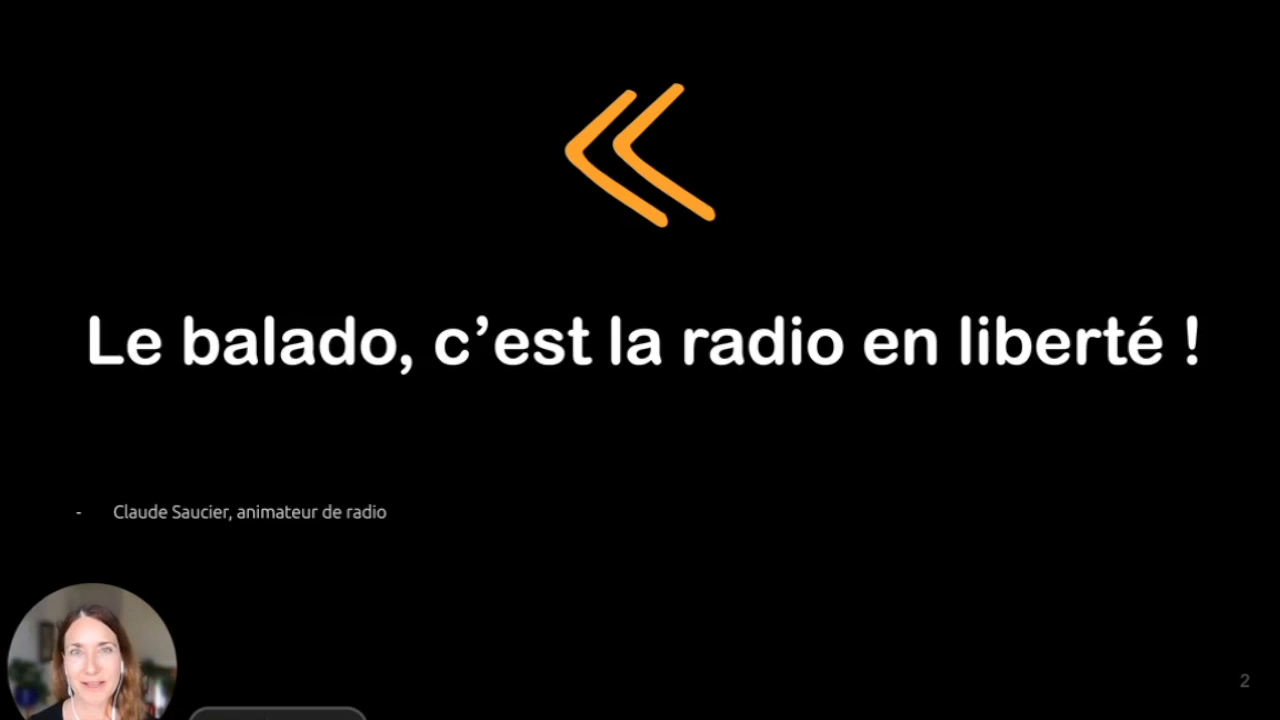 «
Le balado, c’est la radio en liberté !
- Claude Saucier, animateur de radio
2